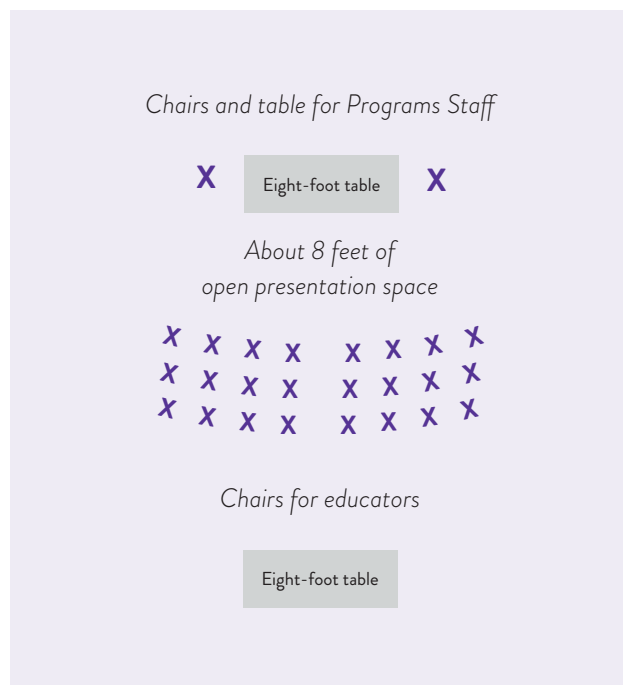 Chairs and table for Programs Staff
X Eight-foot table X
About 8 feet of
open presentation space
X X X X X X X X
X X X X X X X X
X X X X X X X X
Chairs for educators
Eight-foot table